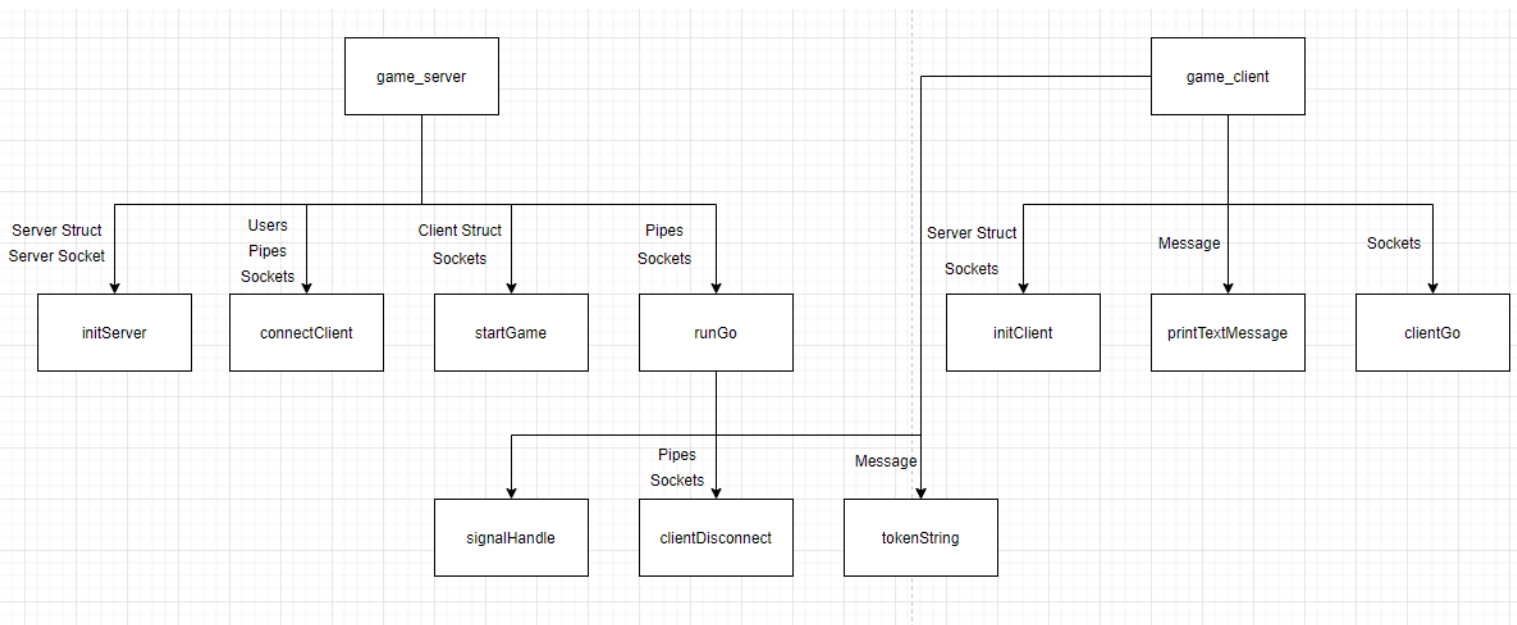 game_server
game_client
Server Struct
Server Socket
Users
Pipes
Sockets
Client Struct
Sockets
Pipes
Sockets
Server Struct
Sockets
Message
Sockets
initServer
connectClient
startGame
runGo
initClient
printTextMessage
clientGo
Pipes
Sockets
Message
signalHandle
clientDisconnect
tokenString